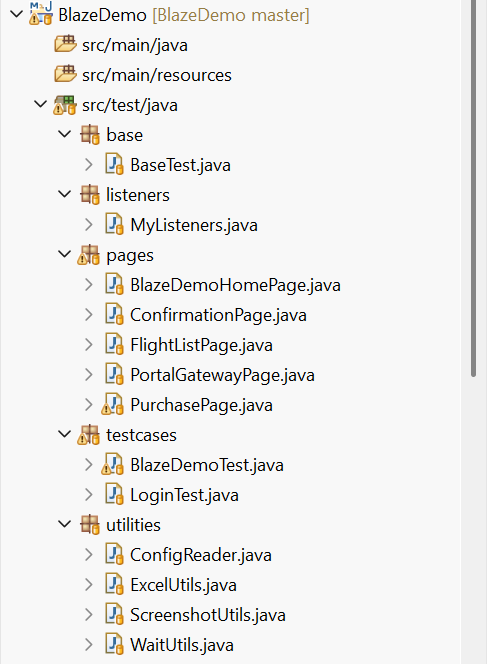 BlazeDemo [BlazeDemo master]
src/main/java
src/main/resources
src/test/java
base
BaseTest.java
listeners
MyListeners.java
pages
BlazeDemoHomePage.java
ConfirmationPage.java
FlightListPage.java
PortalGatewayPage.java
PurchasePage.java
testcases
BlazeDemoTest.java
LoginTest.java
utilities
ConfigReader.java
ExcelUtils.java
ScreenshotUtils.java
WaitUtils.java